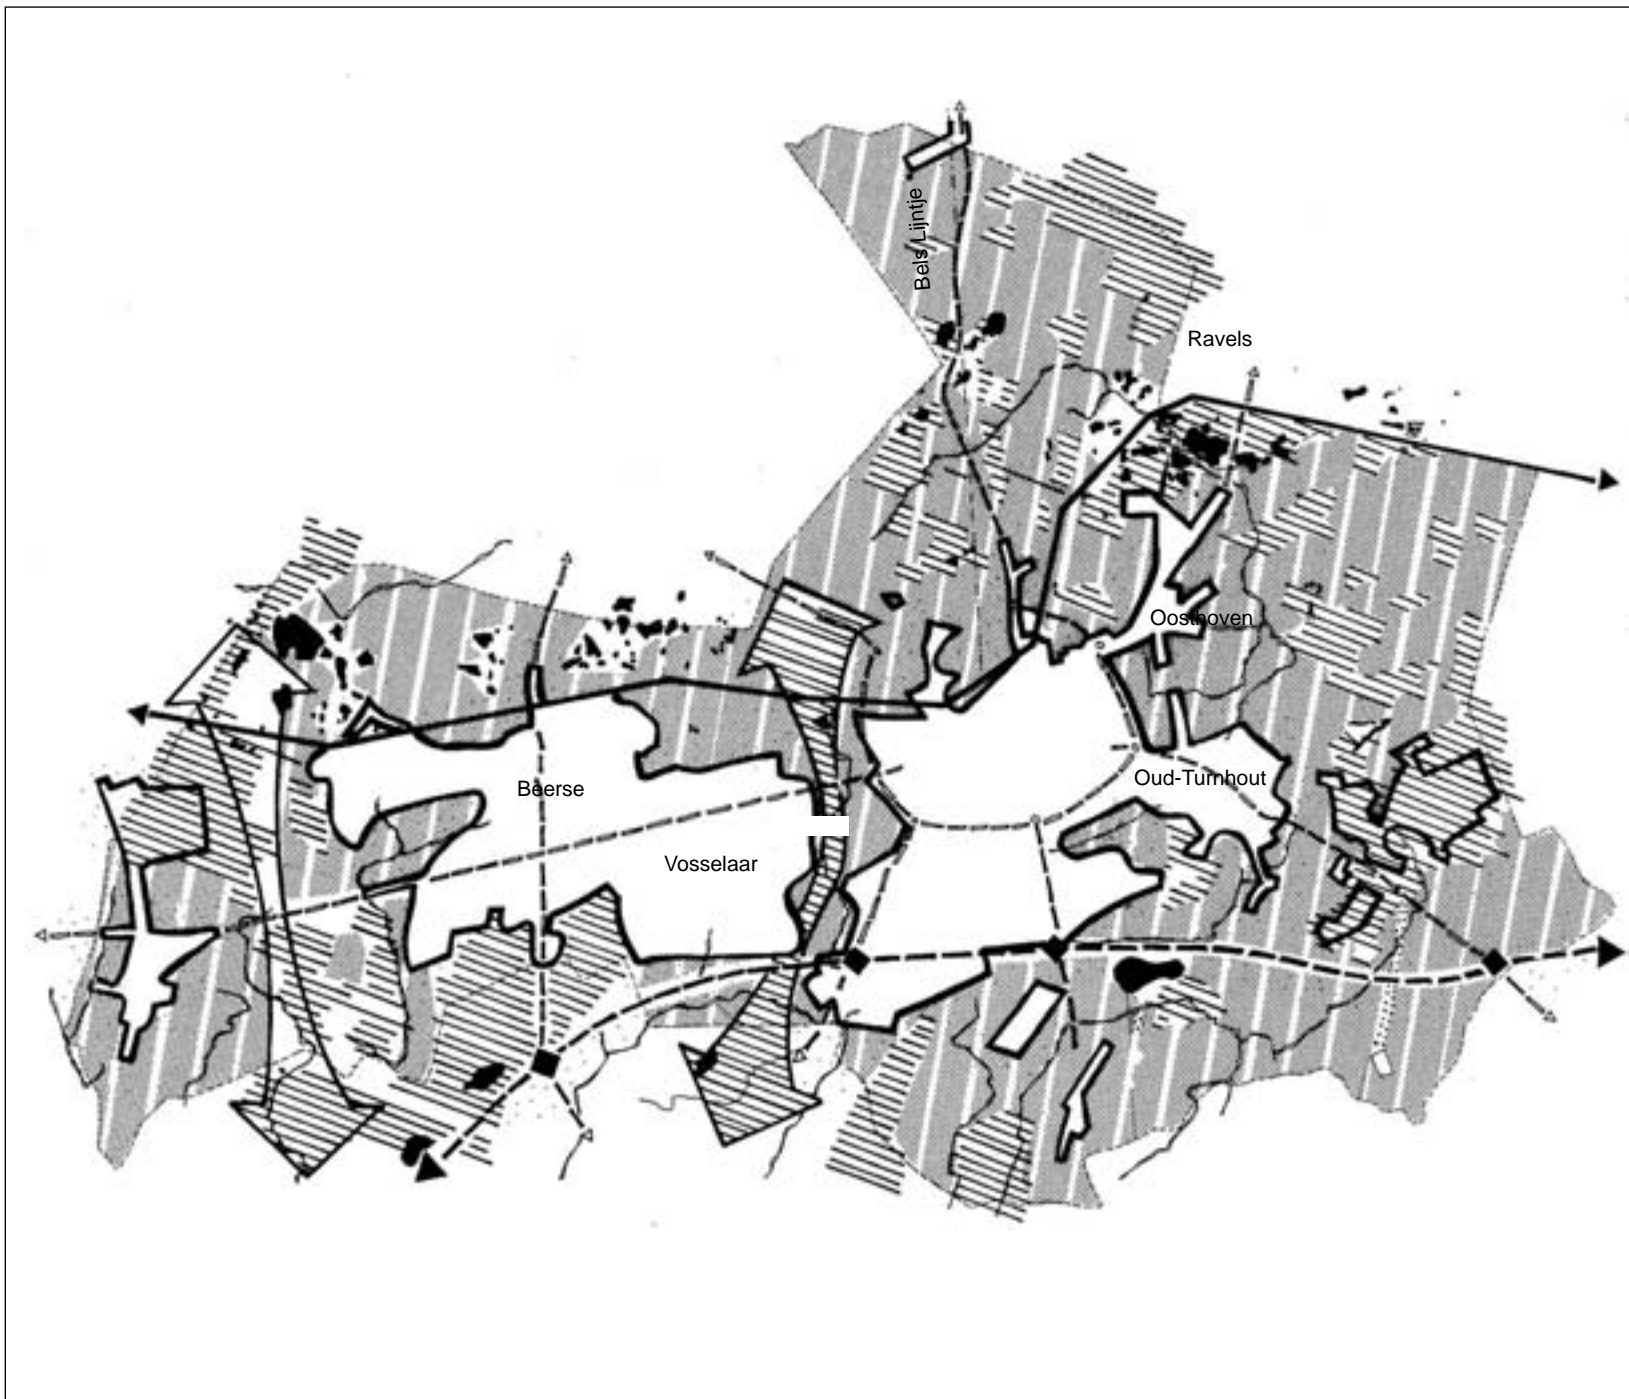 Bels Lijntje
Ravels
Oosthoven
Oud-Turnhout
Beerse
Vosselaar